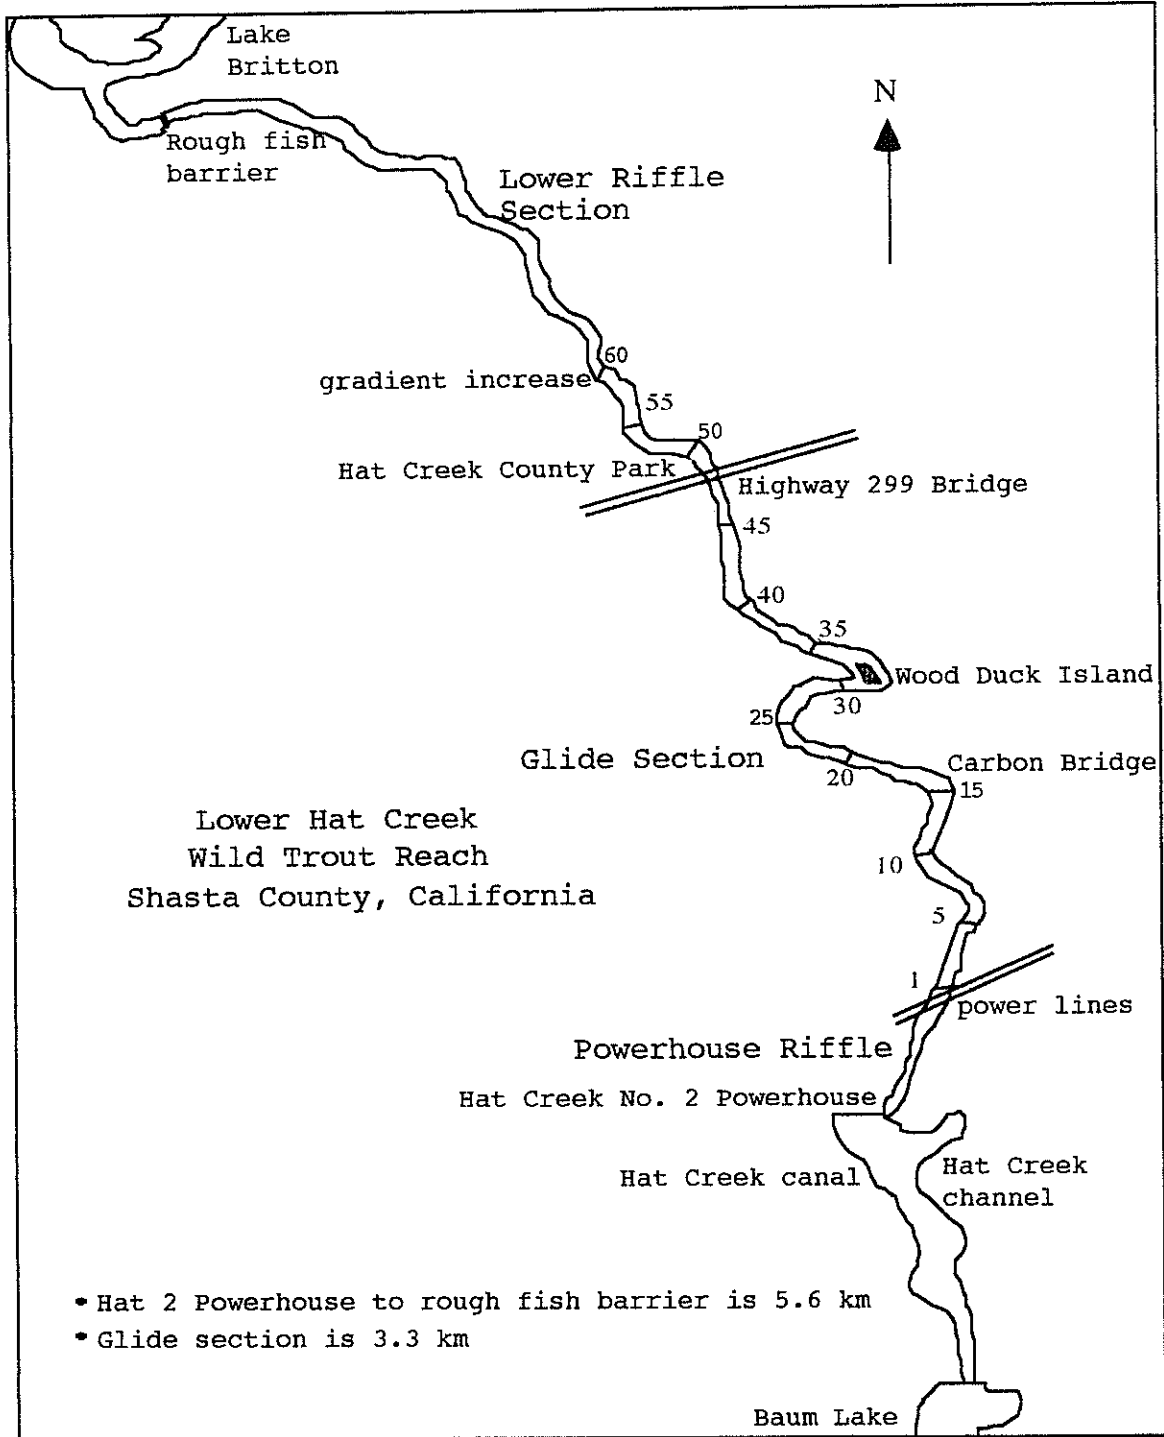 Lake
Britton
N
Rough fish
barrier
Lower Riffle
Section
60
gradient increase
55
50
Hat Creek County Park
Highway 299 Bridge
45
40
35
Wood Duck Island
30
25
Glide Section
Carbon Bridge
20
15
Lower Hat Creek
Wild Trout Reach
Shasta County, California
10
5
1
power lines
Powerhouse Riffle
Hat Creek No. 2 Powerhouse
Hat Creek canal
Hat Creek
channel
• Hat 2 Powerhouse to rough fish barrier is 5.6 km
• Glide section is 3.3 km
Baum Lake